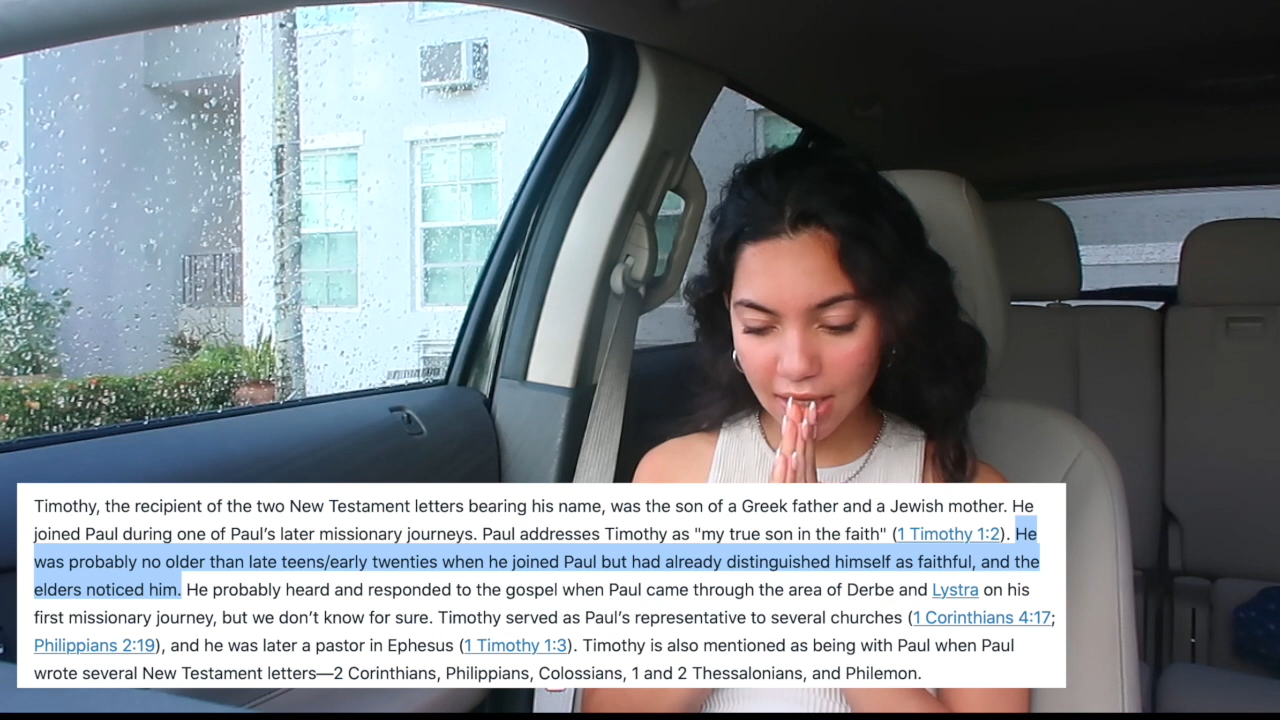 Timothy, the recipient of the two New Testament letters bearing his name, was the son of a Greek father and a Jewish mother. He
joined Paul during one of Paul’s later missionary journeys. Paul addresses Timothy as "my true son in the faith" (1 Timothy 1:2). He
was probably no older than late teens/early twenties when he joined Paul but had already distinguished himself as faithful, and the
elders noticed him. He probably heard and responded to the gospel when Paul came through the area of Derbe and Lystra on his
first missionary journey, but we don’t know for sure. Timothy served as Paul’s representative to several churches (1 Corinthians 4:17;
Philippians 2:19), and he was later a pastor in Ephesus (1 Timothy 1:3). Timothy is also mentioned as being with Paul when Paul
wrote several New Testament letters—2 Corinthians, Philippians, Colossians, 1 and 2 Thessalonians, and Philemon.